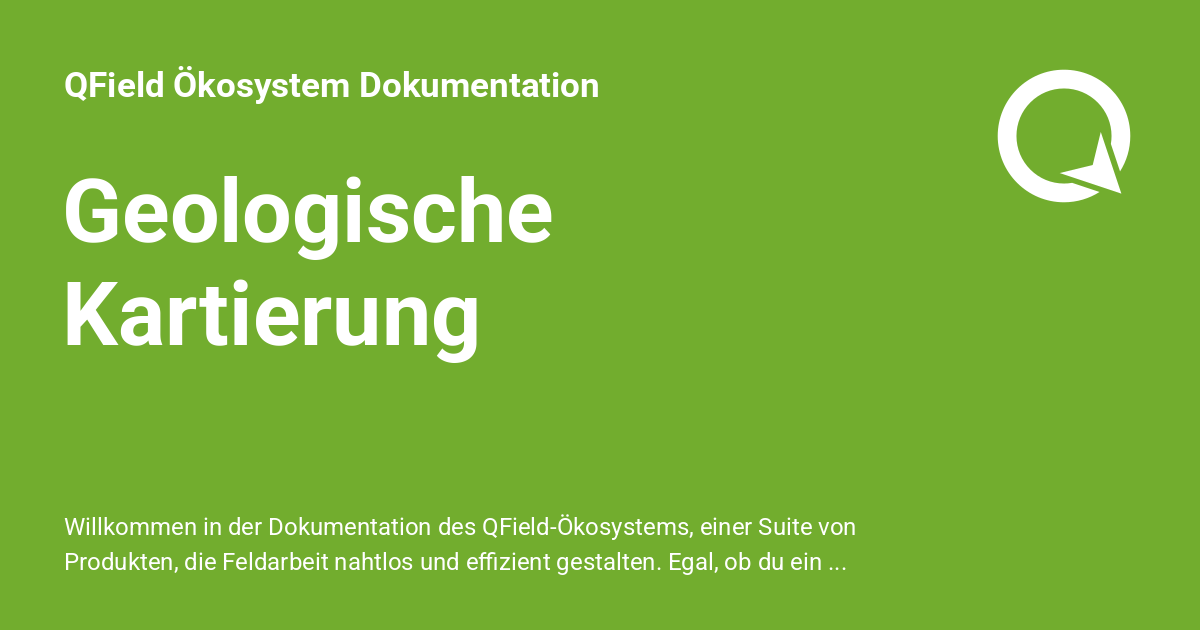 QField Ökosystem Dokumentation
Geologische
Kartierung
Willkommen in der Dokumentation des QField-Ökosystems, einer Suite von
Produkten, die Feldarbeit nahtlos und effizient gestalten. Egal, ob du ein ...